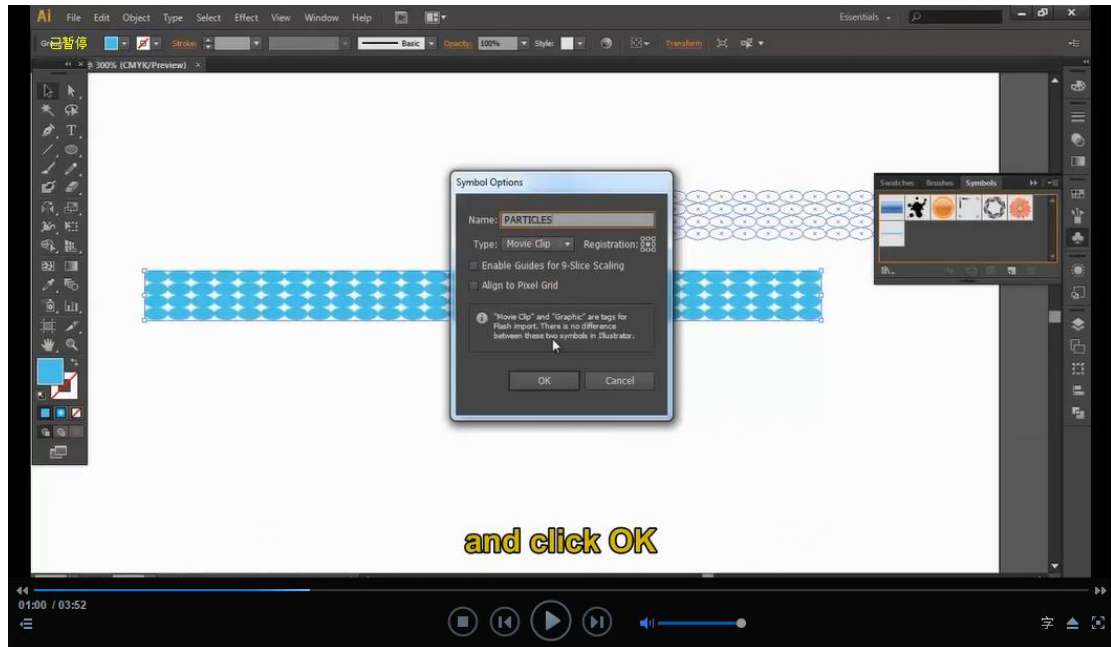 Ai File Edit Object Type Select Effect View Window Help Br Essentials
已暂停 Stroke: Basic Opacity: 100% Style: Transform
300% (CMYK/Preview) ×
Swatches Brushes Symbols
Symbol Options
Name: PARTICLES
Type: Movie Clip Registration:
Enable Guides for 9-Slice Scaling
Align to Pixel Grid
"Movie Clip" and "Graphic" are tags for
Flash import. There is no difference
between these two symbols in Illustrator.
OK Cancel
and click OK
01:00 / 03:52
字